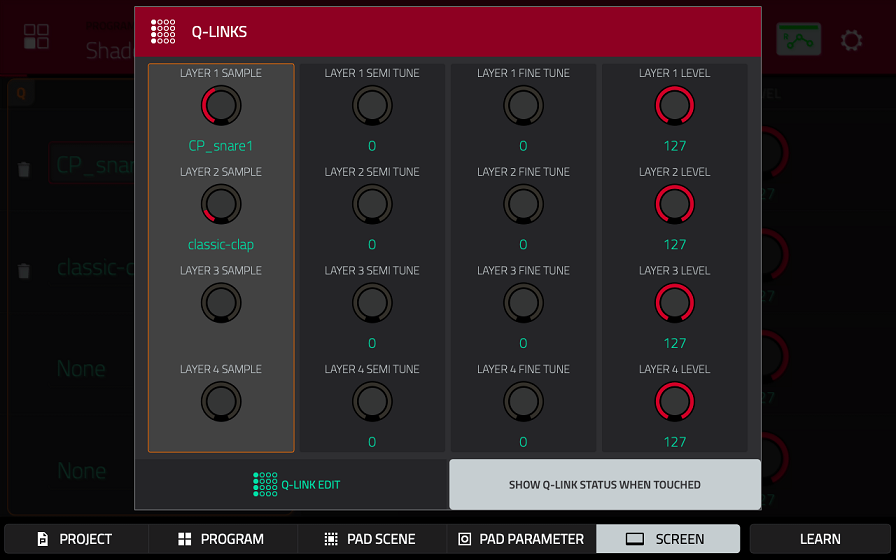 Q-LINKS
LAYER 1 SAMPLE LAYER 1 SEMI TUNE LAYER 1 FINE TUNE LAYER 1 LEVEL
CP_snare1 0 0 127
LAYER 2 SAMPLE LAYER 2 SEMI TUNE LAYER 2 FINE TUNE LAYER 2 LEVEL
classic-clap 0 0 127
LAYER 3 SAMPLE LAYER 3 SEMI TUNE LAYER 3 FINE TUNE LAYER 3 LEVEL
0 0 127
LAYER 4 SAMPLE LAYER 4 SEMI TUNE LAYER 4 FINE TUNE LAYER 4 LEVEL
0 0 127
Q-LINK EDIT SHOW Q-LINK STATUS WHEN TOUCHED
Q
CP_snar
classic-c
None
None
PROJECT PROGRAM PAD SCENE PAD PARAMETER SCREEN LEARN